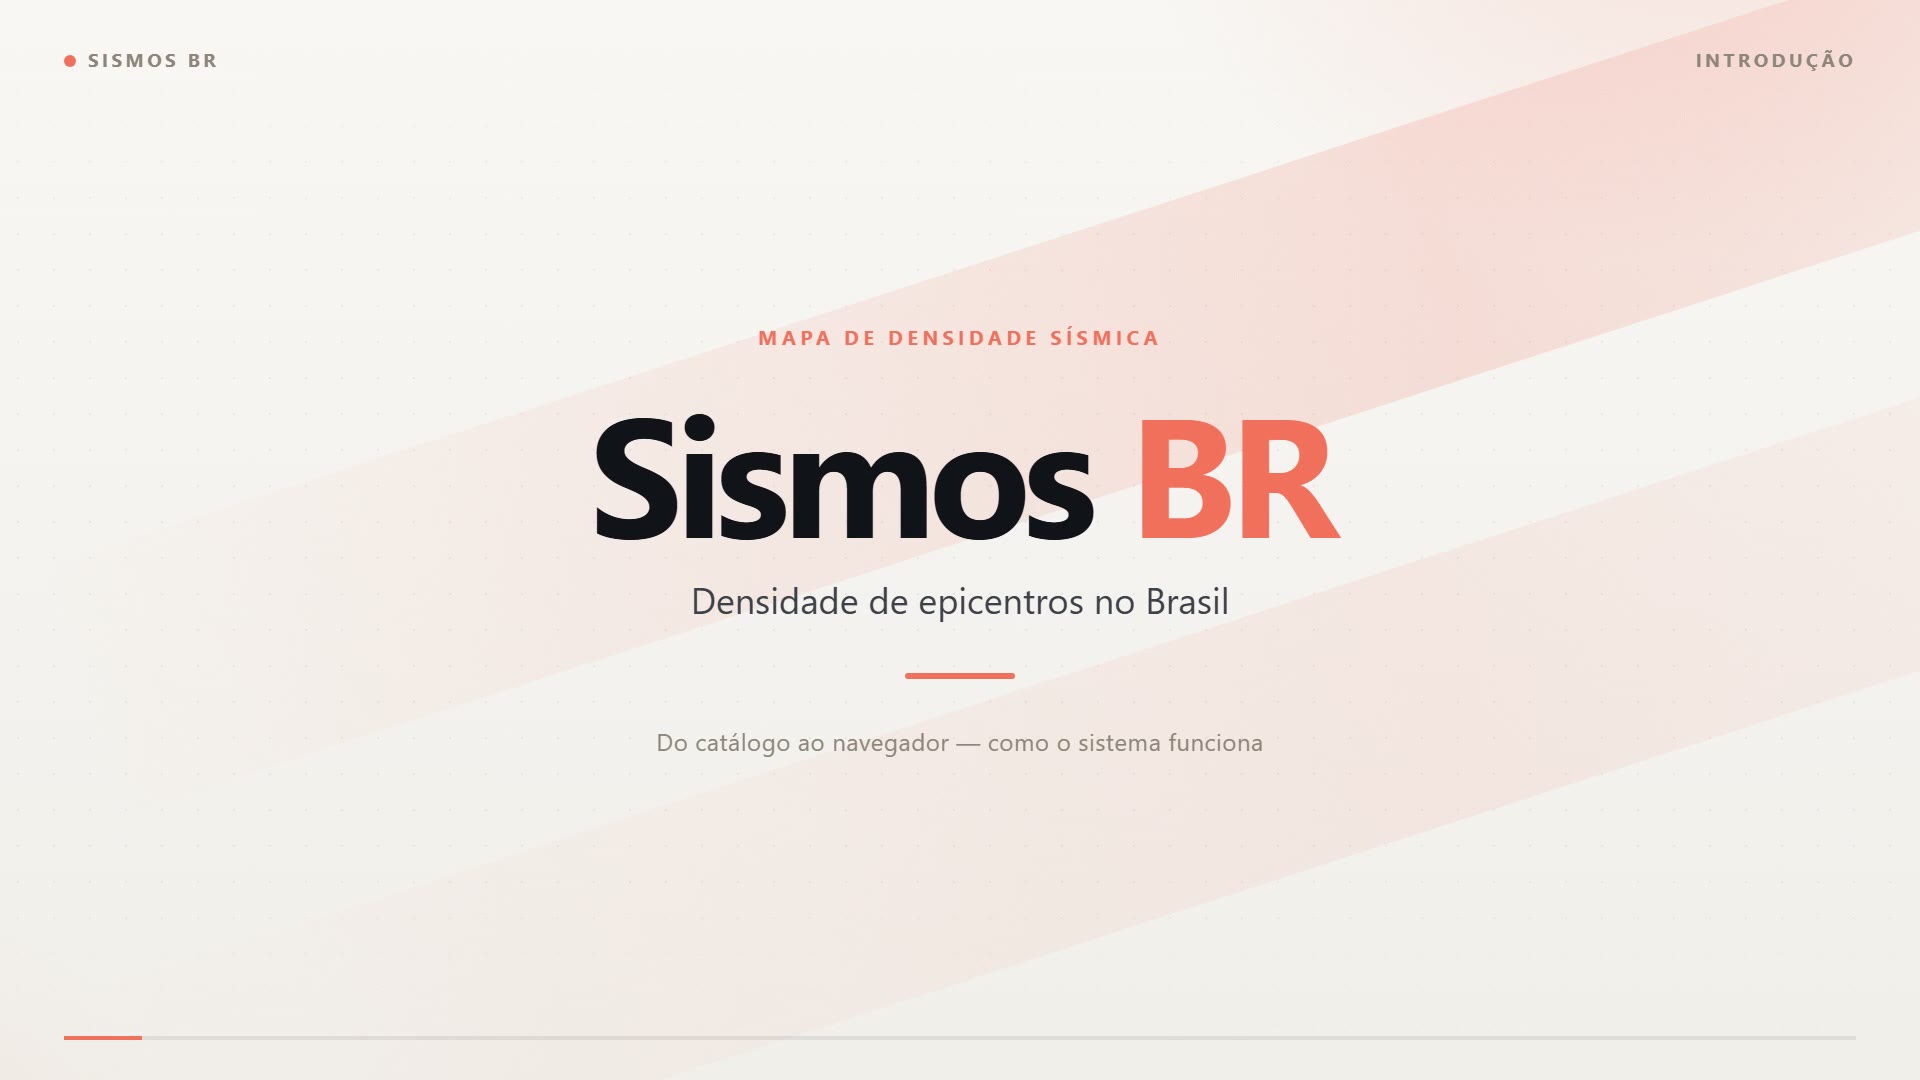 SISMOS BR
INTRODUÇÃO
MAPA DE DENSIDADE SÍSMICA
Sismos BR
Densidade de epicentros no Brasil
Do catálogo ao navegador — como o sistema funciona